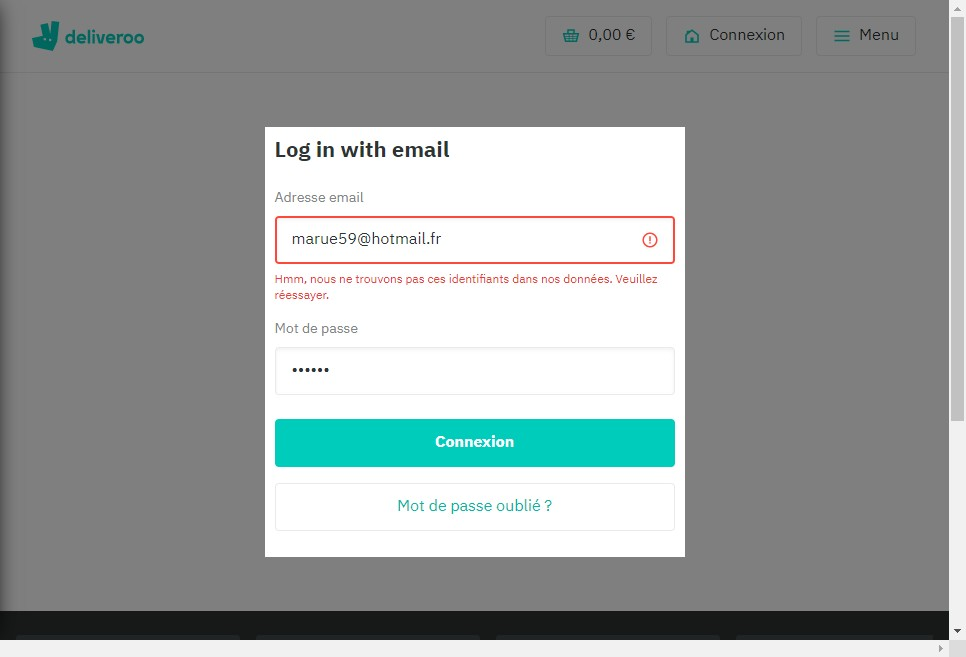 deliveroo
0,00 €
Connexion
Menu
Log in with email
Adresse email
marue59@hotmail.fr
Hmm, nous ne trouvons pas ces identifiants dans nos données. Veuillez
réessayer.
Mot de passe
••••••
Connexion
Mot de passe oublié ?